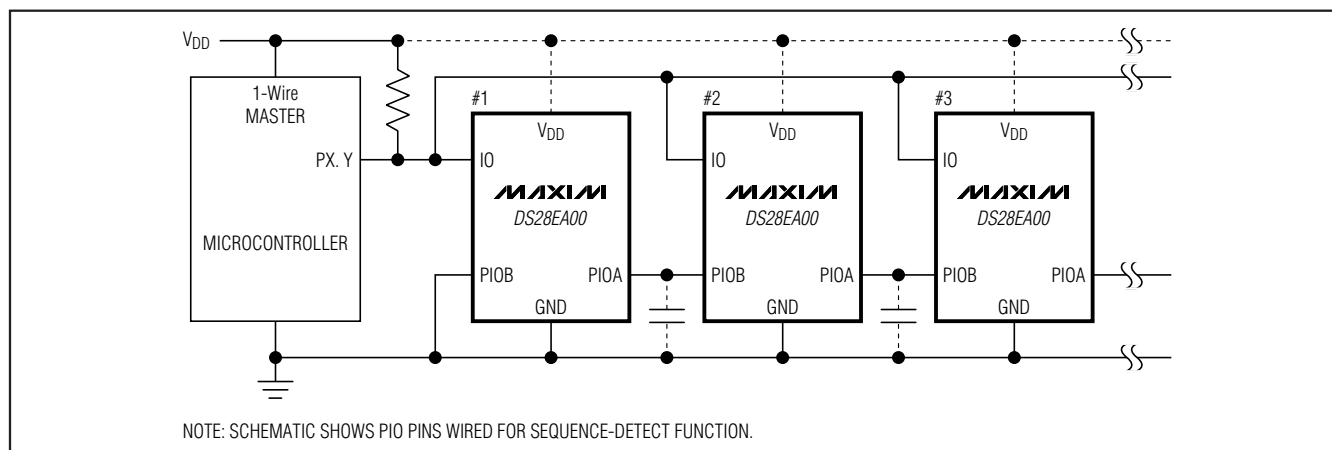 VDD
1-Wire
MASTER
PX. Y
MICROCONTROLLER
#1
VDD
IO
MAXIM
DS28EA00
PIOB
PIOA
GND
#2
VDD
IO
MAXIM
DS28EA00
PIOB
PIOA
GND
#3
VDD
IO
MAXIM
DS28EA00
PIOB
PIOA
GND
NOTE: SCHEMATIC SHOWS PIO PINS WIRED FOR SEQUENCE-DETECT FUNCTION.